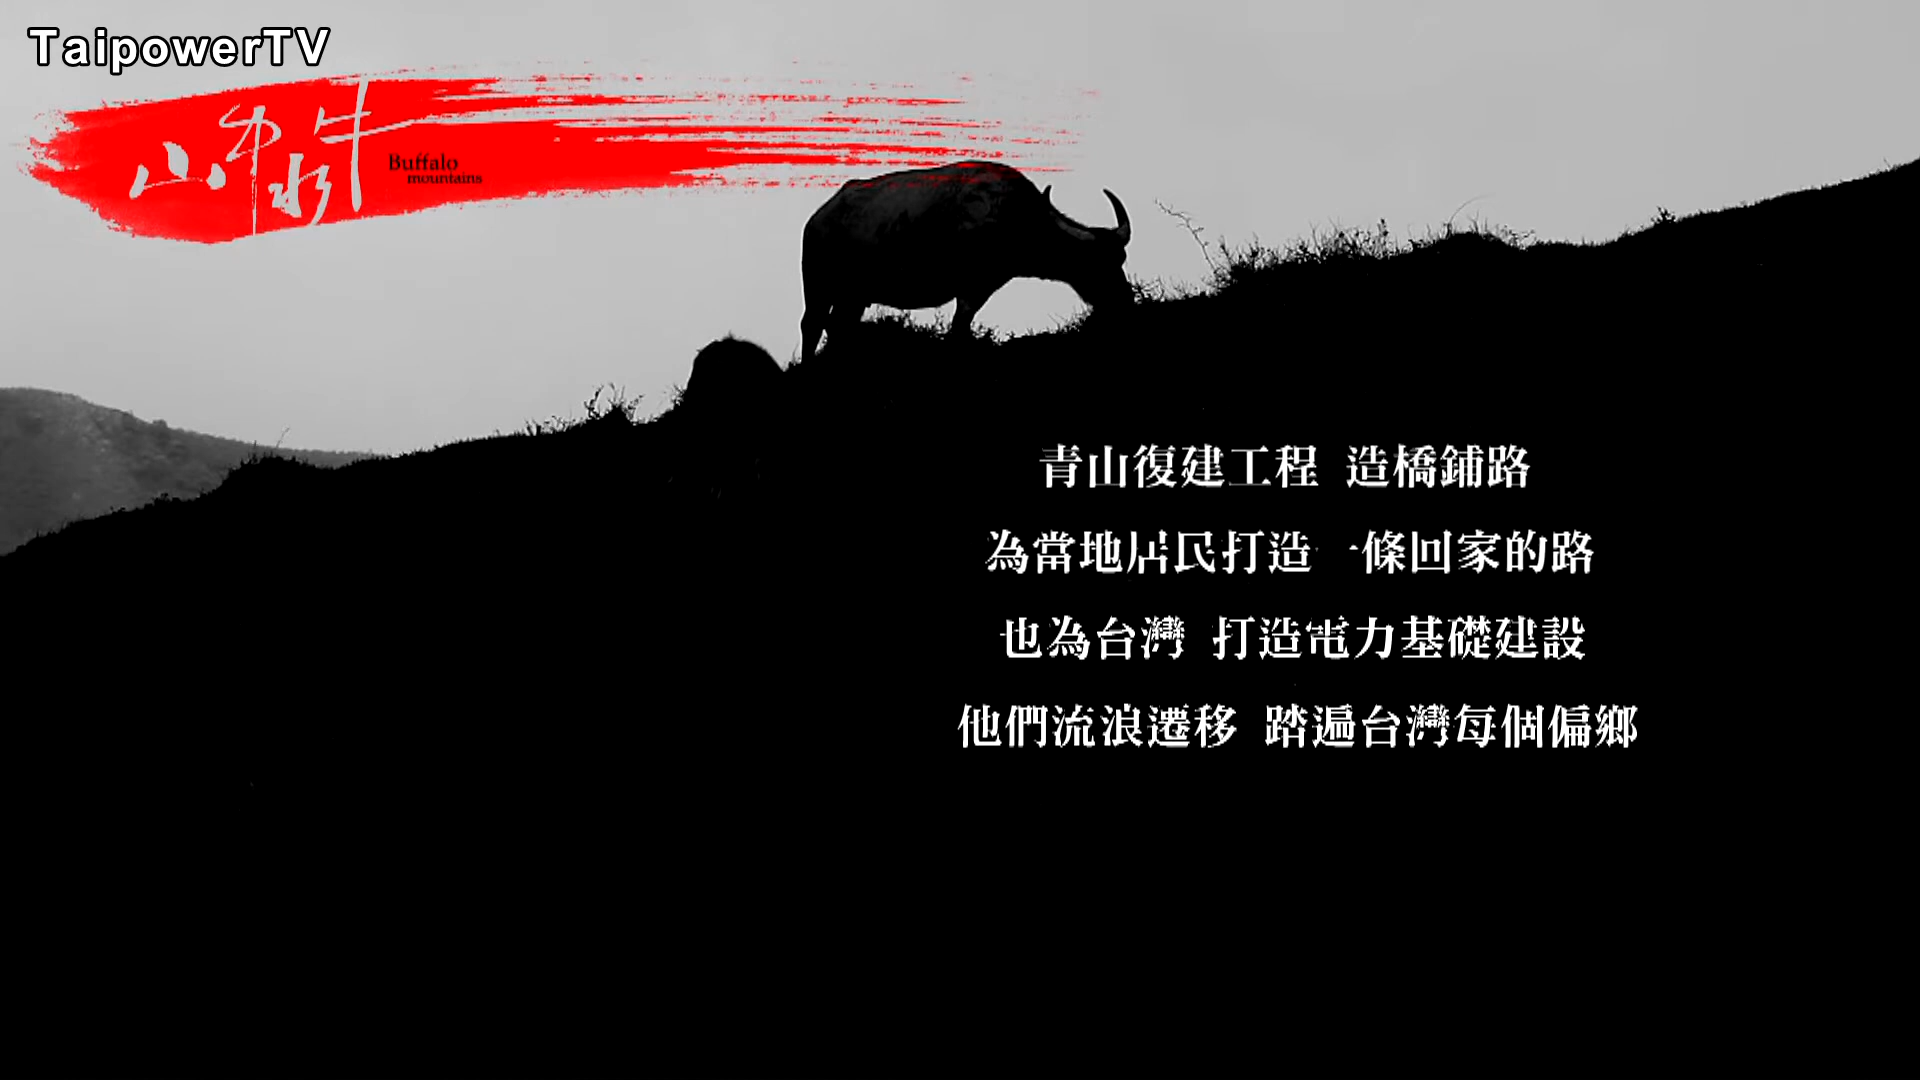 TaipowerTV
山中水牛
Buffalo
mountains
青山復建工程 造橋鋪路
為當地居民打造 一條回家的路
也為台灣 打造電力基礎建設
他們流浪遷移 踏遍台灣每個偏鄉